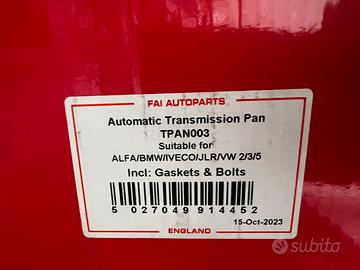 FAI AUTOPARTS
Automatic Transmission Pan
TPAN003
Suitable for
ALFA/BMW/IVECO/JLR/VW 2/3/5
Incl: Gaskets & Bolts
5 027049 914452
15-Oct-2023
ENGLAND
subito